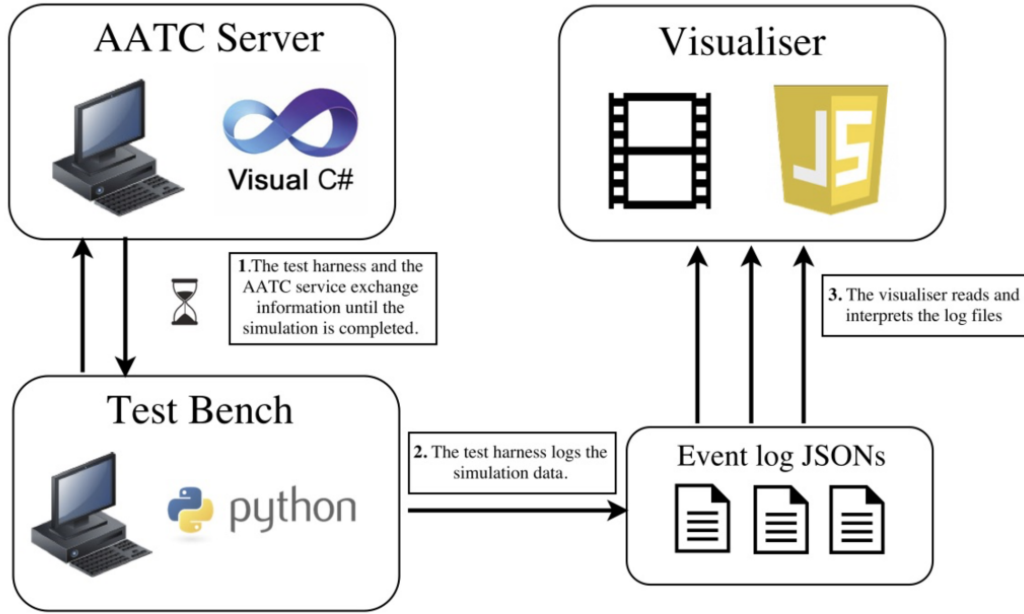 AATC Server
Visual C#
Visualiser
JS
1.The test harness and the
AATC service exchange
information until the
simulation is completed.
3. The visualiser reads and
interprets the log files
Test Bench
python
2. The test harness logs the
simulation data.
Event log JSONs